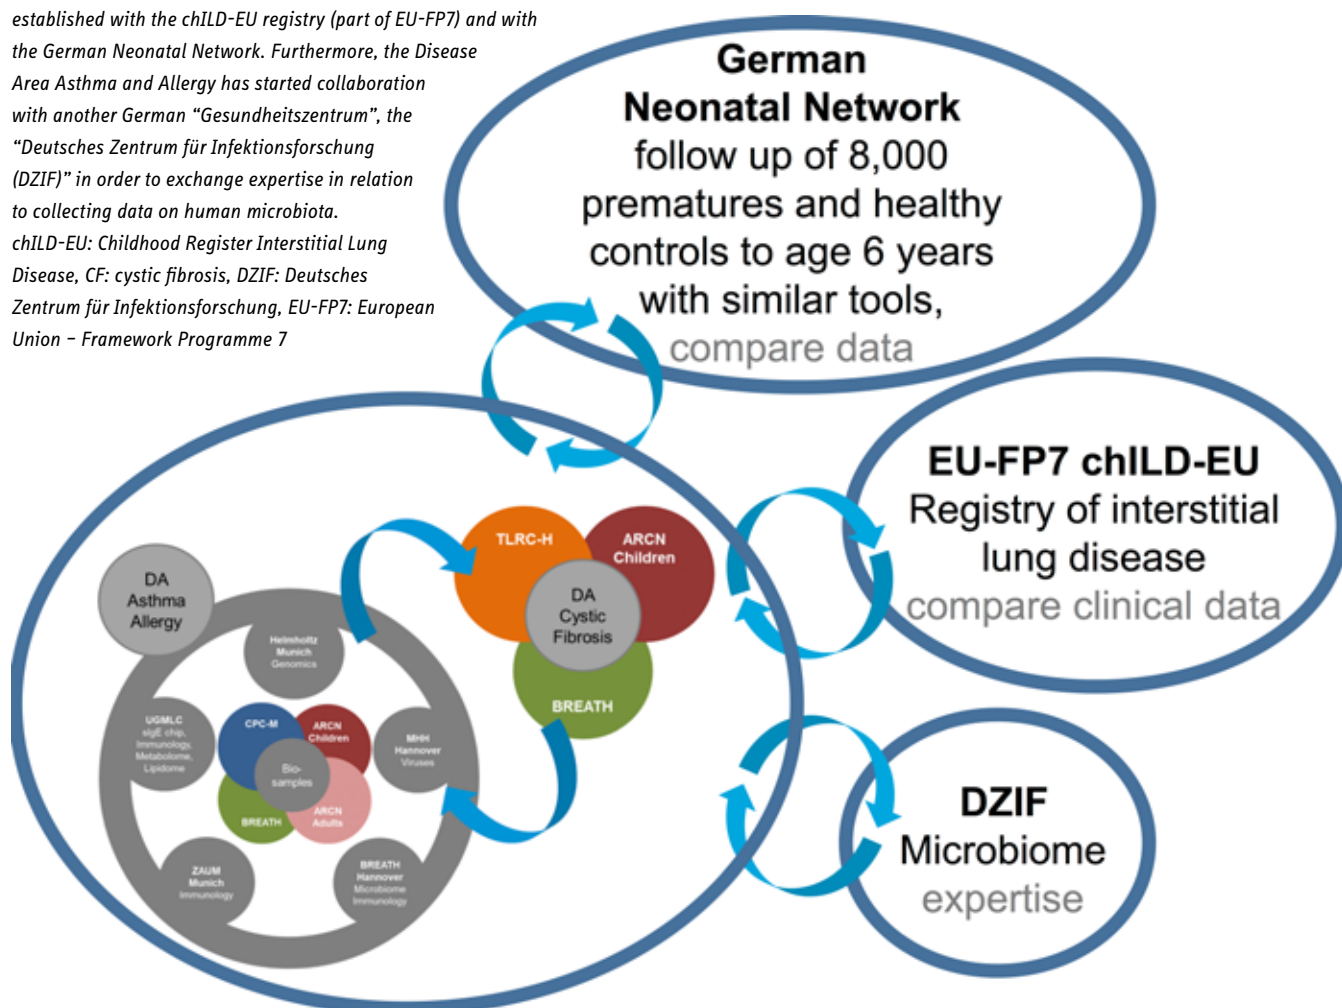 established with the chILD-EU registry (part of EU-FP7) and with
the German Neonatal Network. Furthermore, the Disease
Area Asthma and Allergy has started collaboration
with another German “Gesundheitszentrum”, the
“Deutsches Zentrum für Infektionsforschung
(DZIF)” in order to exchange expertise in relation
to collecting data on human microbiota.
chILD-EU: Childhood Register Interstitial Lung
Disease, CF: cystic fibrosis, DZIF: Deutsches
Zentrum für Infektionsforschung, EU-FP7: European
Union – Framework Programme 7
German
Neonatal Network
follow up of 8,000
prematures and healthy
controls to age 6 years
with similar tools,
compare data
EU-FP7 chILD-EU
Registry of interstitial
lung disease
compare clinical data
DZIF
Microbiome
expertise
TLRC-H
ARCN
Children
DA
Cystic
Fibrosis
BREATH
DA
Asthma
Allergy
Helmholtz
Munich
Genomics
UGMLC
sIgE chip,
Immunology,
Metabolome,
Lipidome
CPC-M
ARCN
Children
Bio-
samples
BREATH
ARCN
Adults
MHH
Hannover
Viruses
ZAUM
Munich
Immunology
BREATH
Hannover
Microbiome
Immunology